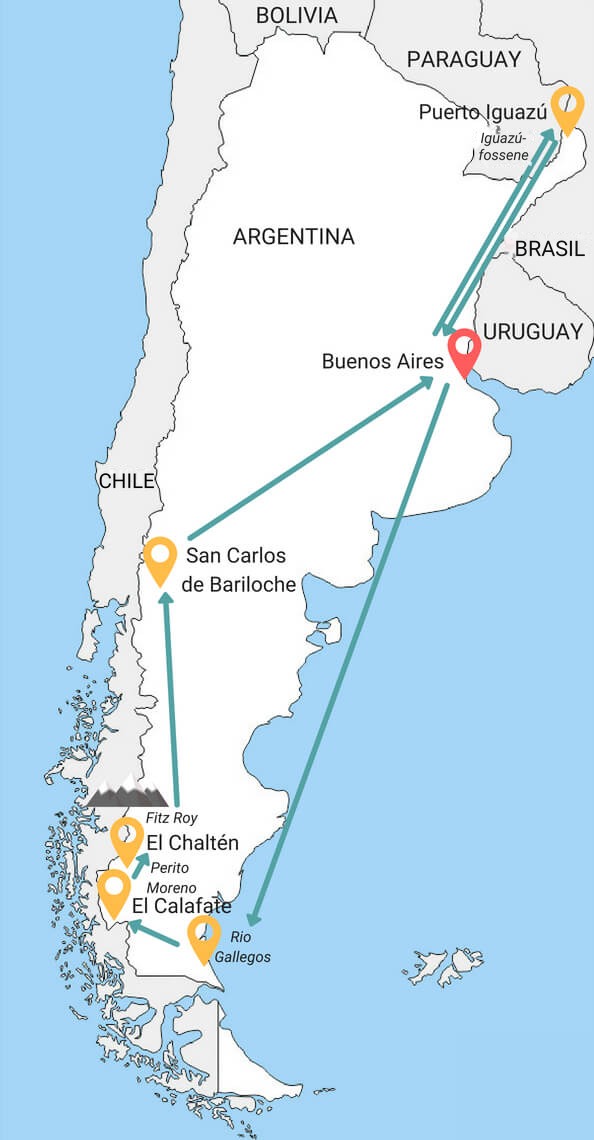 BOLIVIA
PARAGUAY
Puerto Iguazú
Iguazú-
fossene
ARGENTINA
BRASIL
URUGUAY
Buenos Aires
CHILE
San Carlos
de Bariloche
Fitz Roy
El Chaltén
Perito
Moreno
El Calafate
Rio
Gallegos